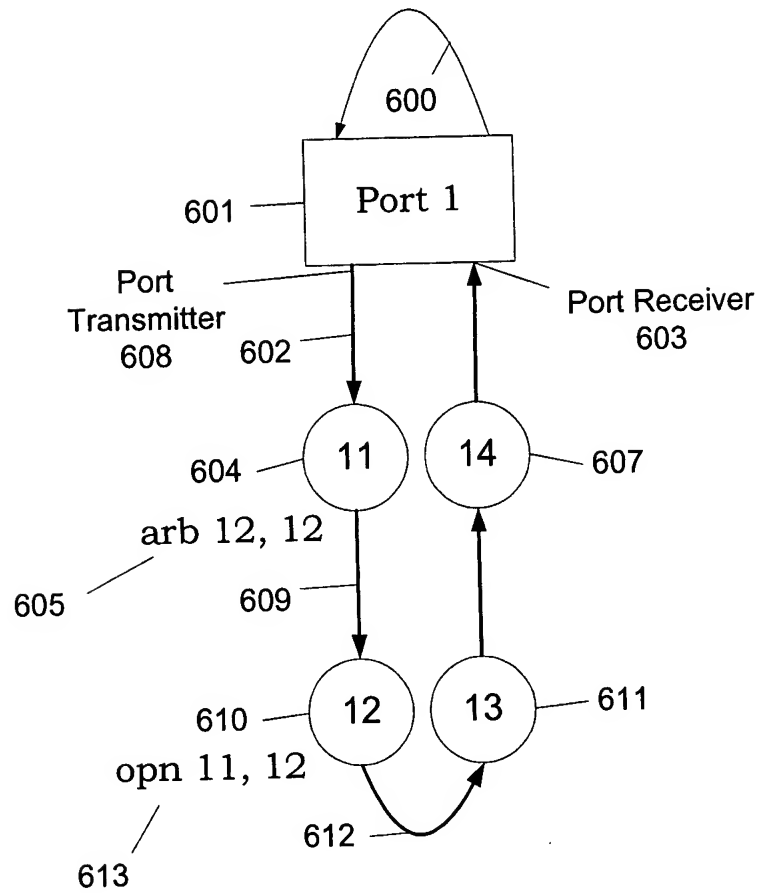 600
Port 1
601
Port
Transmitter
608
602
Port Receiver
603
11
14
604
607
arb 12, 12
605
609
12
13
610
611
opn 11, 12
612
613